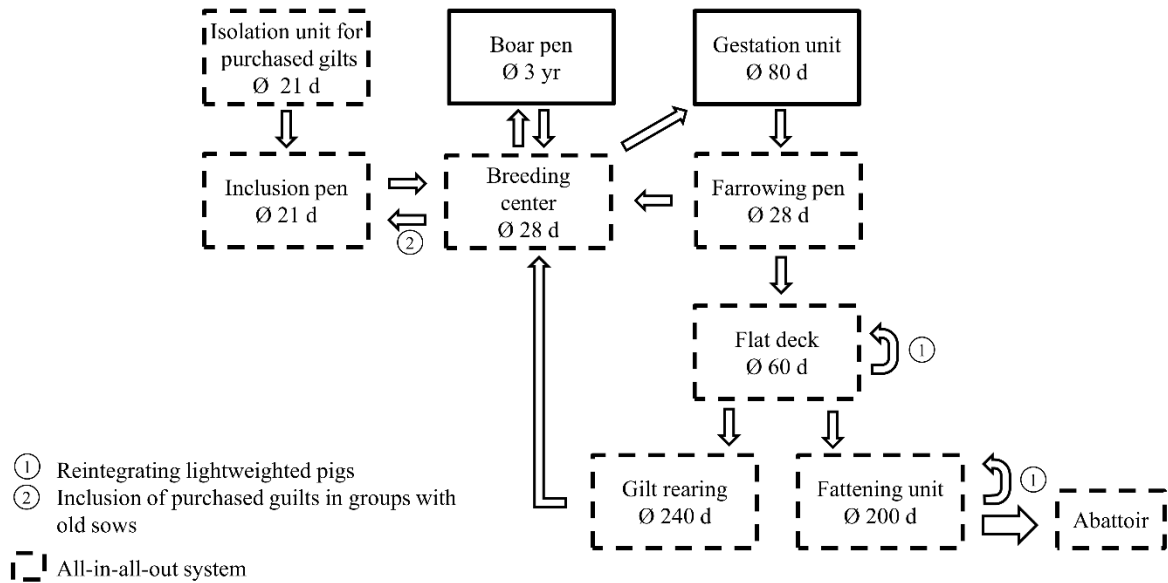 Isolation unit for
purchased gilts
Ø 21 d
Boar pen
Ø 3 yr
Gestation unit
Ø 80 d
Inclusion pen
Ø 21 d
Breeding
center
Ø 28 d
Farrowing pen
Ø 28 d
2
Flat deck
Ø 60 d
1
Gilt rearing
Ø 240 d
Fattening unit
Ø 200 d
1
Abattoir
1 Reintegrating lightweighted pigs
2 Inclusion of purchased guilts in groups with
old sows
All-in-all-out system